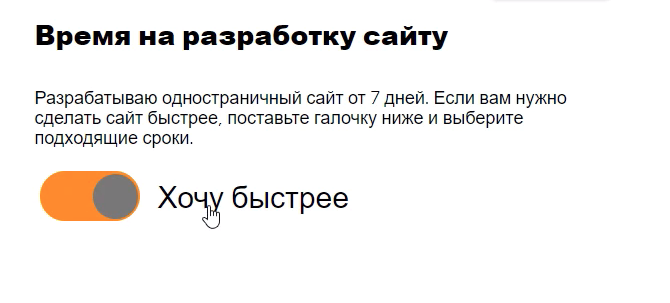 Время на разработку сайту
Разрабатываю одностраничный сайт от 7 дней. Если вам нужно
сделать сайт быстрее, поставьте галочку ниже и выберите
подходящие сроки.
Хочу быстрее